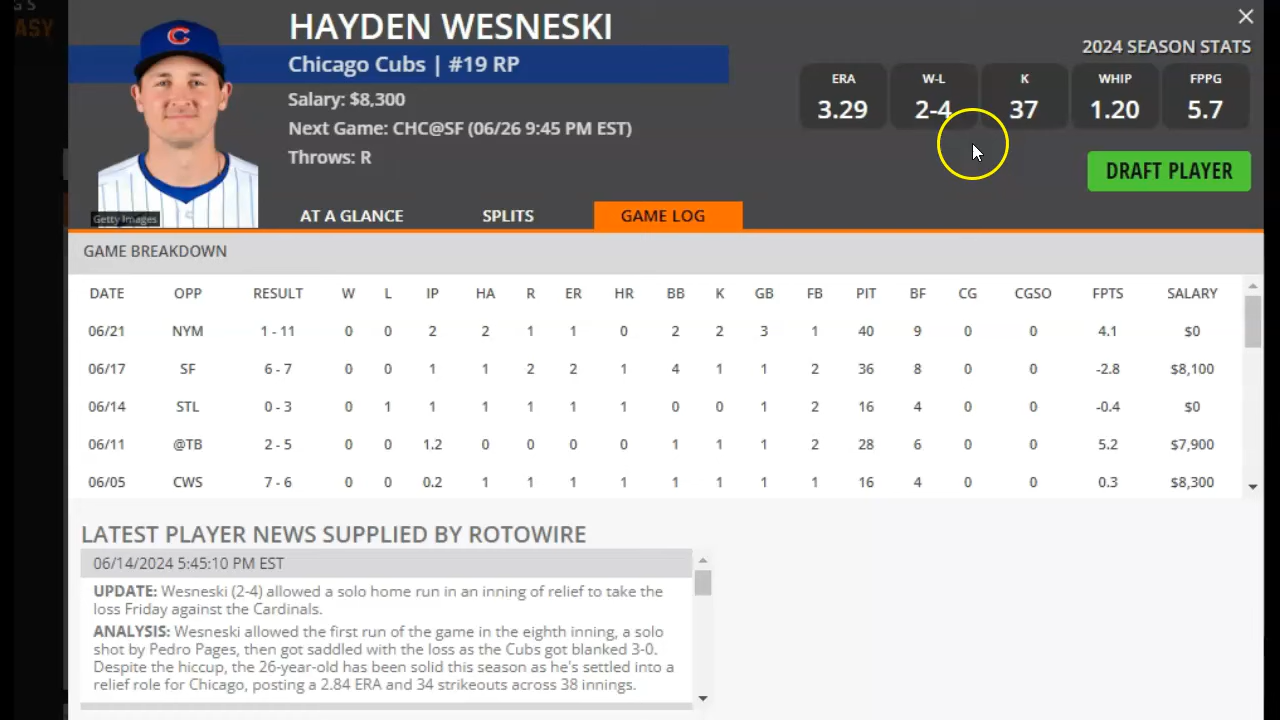 G'S
ASY
HAYDEN WESNESKI
Chicago Cubs | #19 RP
Salary: $8,300
Next Game: CHC@SF (06/26 9:45 PM EST)
Throws: R
Getty Images
2024 SEASON STATS
ERA W-L K WHIP FPPG
3.29 2-4 37 1.20 5.7
DRAFT PLAYER
AT A GLANCE SPLITS GAME LOG
GAME BREAKDOWN
DATE OPP RESULT W L IP HA R ER HR BB K GB FB PIT BF CG CGSO FPTS SALARY
06/21 NYM 1 - 11 0 0 2 2 1 1 0 2 2 3 1 40 9 0 0 4.1 $0
06/17 SF 6 - 7 0 0 1 1 2 2 1 4 1 1 2 36 8 0 0 -2.8 $8,100
06/14 STL 0 - 3 0 1 1 1 1 1 1 0 0 1 2 16 4 0 0 -0.4 $0
06/11 @TB 2 - 5 0 0 1.2 0 0 0 0 1 1 1 2 28 6 0 0 5.2 $7,900
06/05 CWS 7 - 6 0 0 0.2 1 1 1 1 1 1 1 1 16 4 0 0 0.3 $8,300
LATEST PLAYER NEWS SUPPLIED BY ROTOWIRE
06/14/2024 5:45:10 PM EST
UPDATE: Wesneski (2-4) allowed a solo home run in an inning of relief to take the
loss Friday against the Cardinals.
ANALYSIS: Wesneski allowed the first run of the game in the eighth inning, a solo
shot by Pedro Pages, then got saddled with the loss as the Cubs got blanked 3-0.
Despite the hiccup, the 26-year-old has been solid this season as he's settled into a
relief role for Chicago, posting a 2.84 ERA and 34 strikeouts across 38 innings.